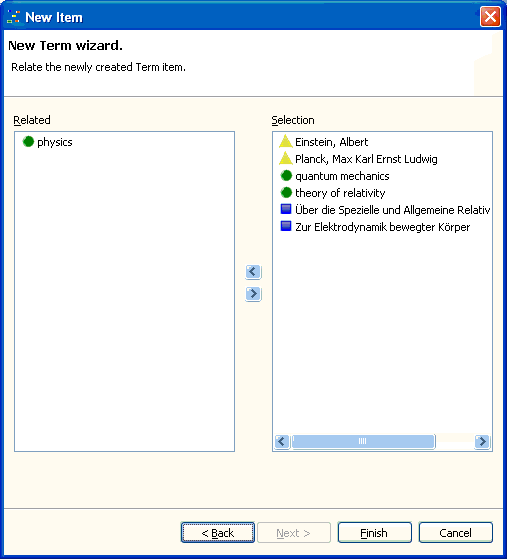 New Item
New Term wizard.
Relate the newly created Term item.
Related
Selection
physics
Einstein, Albert
Planck, Max Karl Ernst Ludwig
quantum mechanics
theory of relativity
Über die Spezielle und Allgemeine Relativ
Zur Elektrodynamik bewegter Körper
< Back
Next >
Finish
Cancel